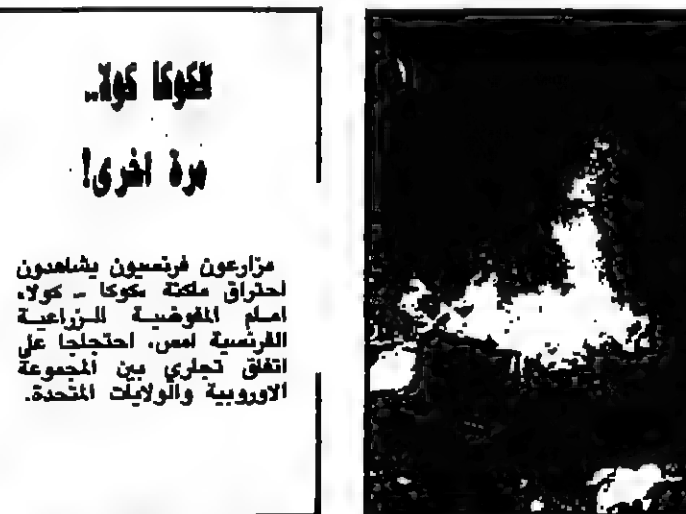 الكوكا كولا..
مرة اخرى!
مزارعون فرنسيون يشاهدون
احتراق ماكنة «كوكا ـ كولا»
امام المفوضية الزراعية
الفرنسية امس، احتجاجا على
اتفاق تجاري بين المجموعة
الاوروبية والولايات المتحدة.